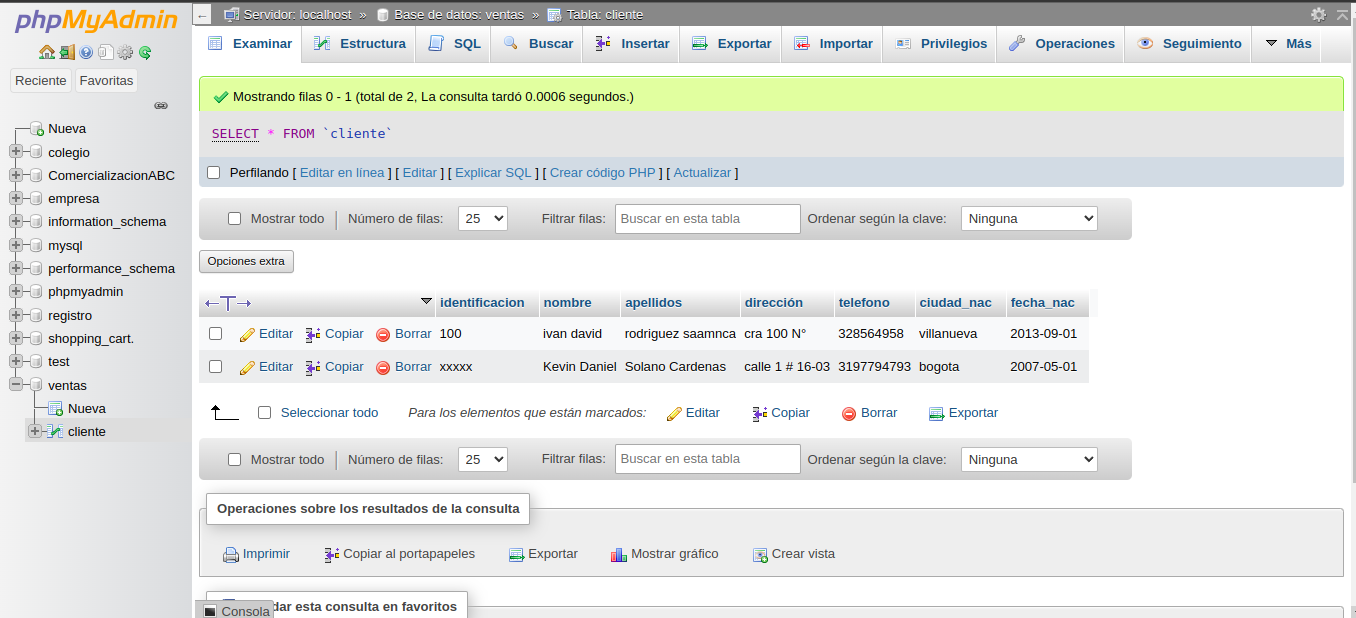 phpMyAdmin
Reciente Favoritas
Nueva
colegio
ComercializacionABC
empresa
information_schema
mysql
performance_schema
phpmyadmin
registro
shopping_cart.
test
ventas
Nueva
cliente
← Servidor: localhost » Base de datos: ventas » Tabla: cliente
Examinar Estructura SQL Buscar Insertar Exportar Importar Privilegios Operaciones Seguimiento Más
Mostrando filas 0 - 1 (total de 2, La consulta tardó 0.0006 segundos.)
SELECT * FROM `cliente`
Perfilando [ Editar en línea ] [ Editar ] [ Explicar SQL ] [ Crear código PHP ] [ Actualizar ]
Mostrar todo Número de filas: 25 Filtrar filas: Buscar en esta tabla Ordenar según la clave: Ninguna
Opciones extra
←T→ identificacion nombre apellidos dirección telefono ciudad_nac fecha_nac
Editar Copiar Borrar 100 ivan david rodriguez saamnca cra 100 N° 328564958 villanueva 2013-09-01
Editar Copiar Borrar xxxxx Kevin Daniel Solano Cardenas calle 1 # 16-03 3197794793 bogota 2007-05-01
Seleccionar todo Para los elementos que están marcados: Editar Copiar Borrar Exportar
Mostrar todo Número de filas: 25 Filtrar filas: Buscar en esta tabla Ordenar según la clave: Ninguna
Operaciones sobre los resultados de la consulta
Imprimir Copiar al portapapeles Exportar Mostrar gráfico Crear vista
dar esta consulta en favoritos
Consola